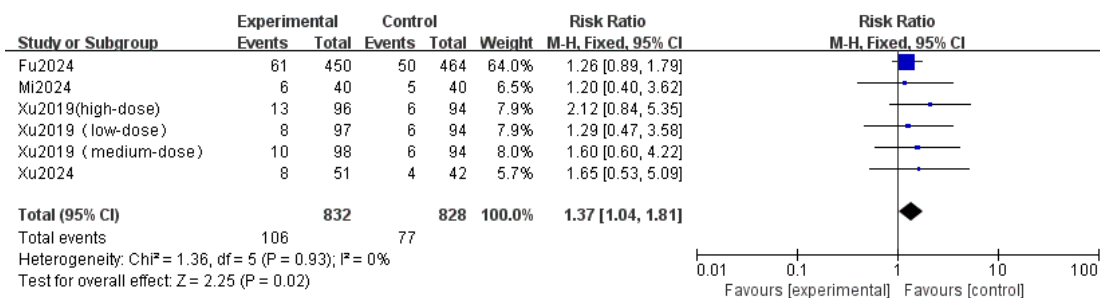 Experimental Control Risk Ratio Risk Ratio
Study or Subgroup Events Total Events Total Weight M-H, Fixed, 95% CI M-H, Fixed, 95% CI
Fu2024 61 450 50 464 64.0% 1.26 [0.89, 1.79]
Mi2024 6 40 5 40 6.5% 1.20 [0.40, 3.62]
Xu2019(high-dose) 13 96 6 94 7.9% 2.12 [0.84, 5.35]
Xu2019（low-dose) 8 97 6 94 7.9% 1.29 [0.47, 3.58]
Xu2019（medium-dose) 10 98 6 94 8.0% 1.60 [0.60, 4.22]
Xu2024 8 51 4 42 5.7% 1.65 [0.53, 5.09]
Total (95% CI) 832 828 100.0% 1.37 [1.04, 1.81]
Total events 106 77
Heterogeneity: Chi² = 1.36, df = 5 (P = 0.93); I² = 0%
Test for overall effect: Z = 2.25 (P = 0.02)
0.01 0.1 1 10 100
Favours [experimental] Favours [control]